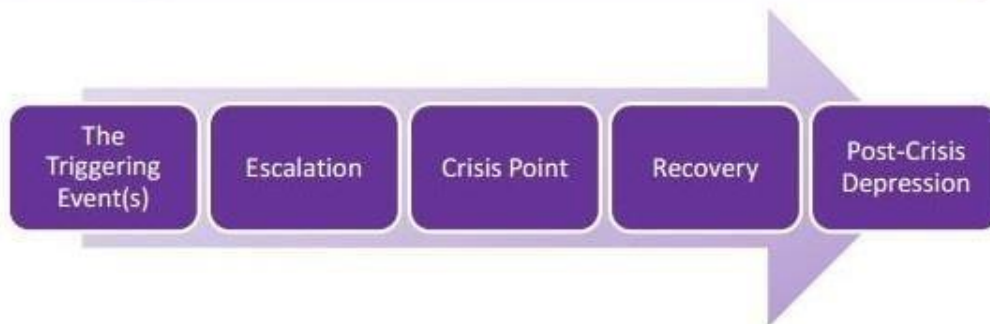 The
Triggering
Event(s)
Escalation
Crisis Point
Recovery
Post-Crisis
Depression